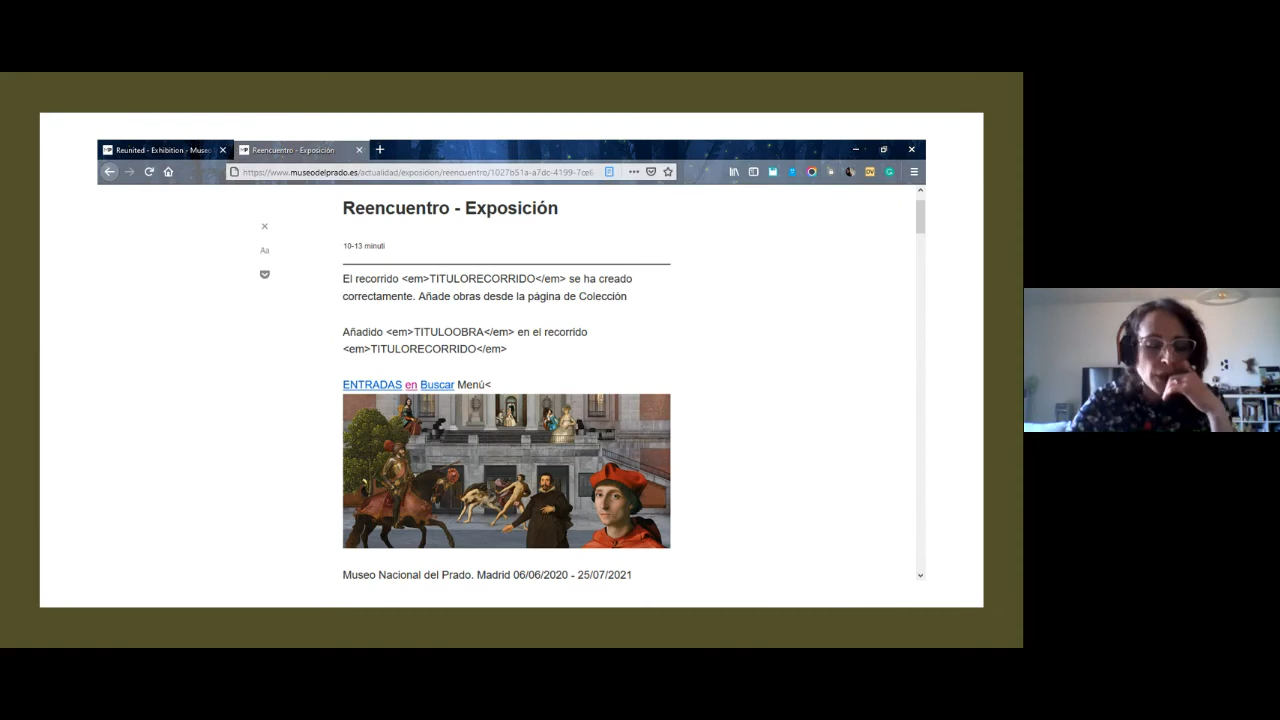 Reunited - Exhibition - Museo
Reencuentro - Exposición
https://www.museodelprado.es/actualidad/exposicion/reencuentro/1027b51a-a7dc-4199-7ce6
Reencuentro - Exposición
Aa
10-13 minuti
El recorrido <em>TITULORECORRIDO</em> se ha creado
correctamente. Añade obras desde la página de Colección
Añadido <em>TITULOOBRA</em> en el recorrido
<em>TITULORECORRIDO</em>
ENTRADAS en Buscar Menú<
Museo Nacional del Prado. Madrid 06/06/2020 - 25/07/2021